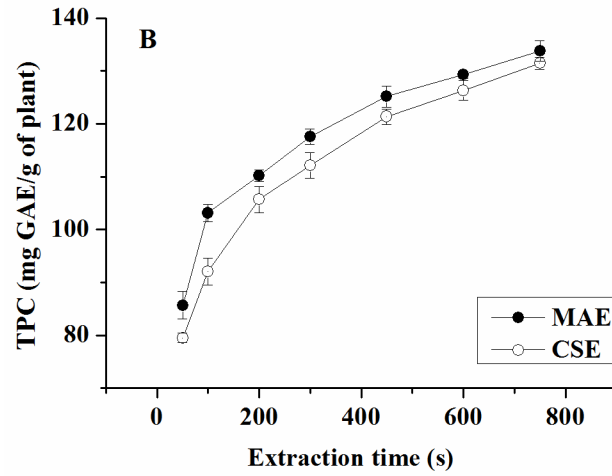 B
TPC (mg GAE/g of plant)
140
120
100
80
MAE
CSE
0 200 400 600 800
Extraction time (s)